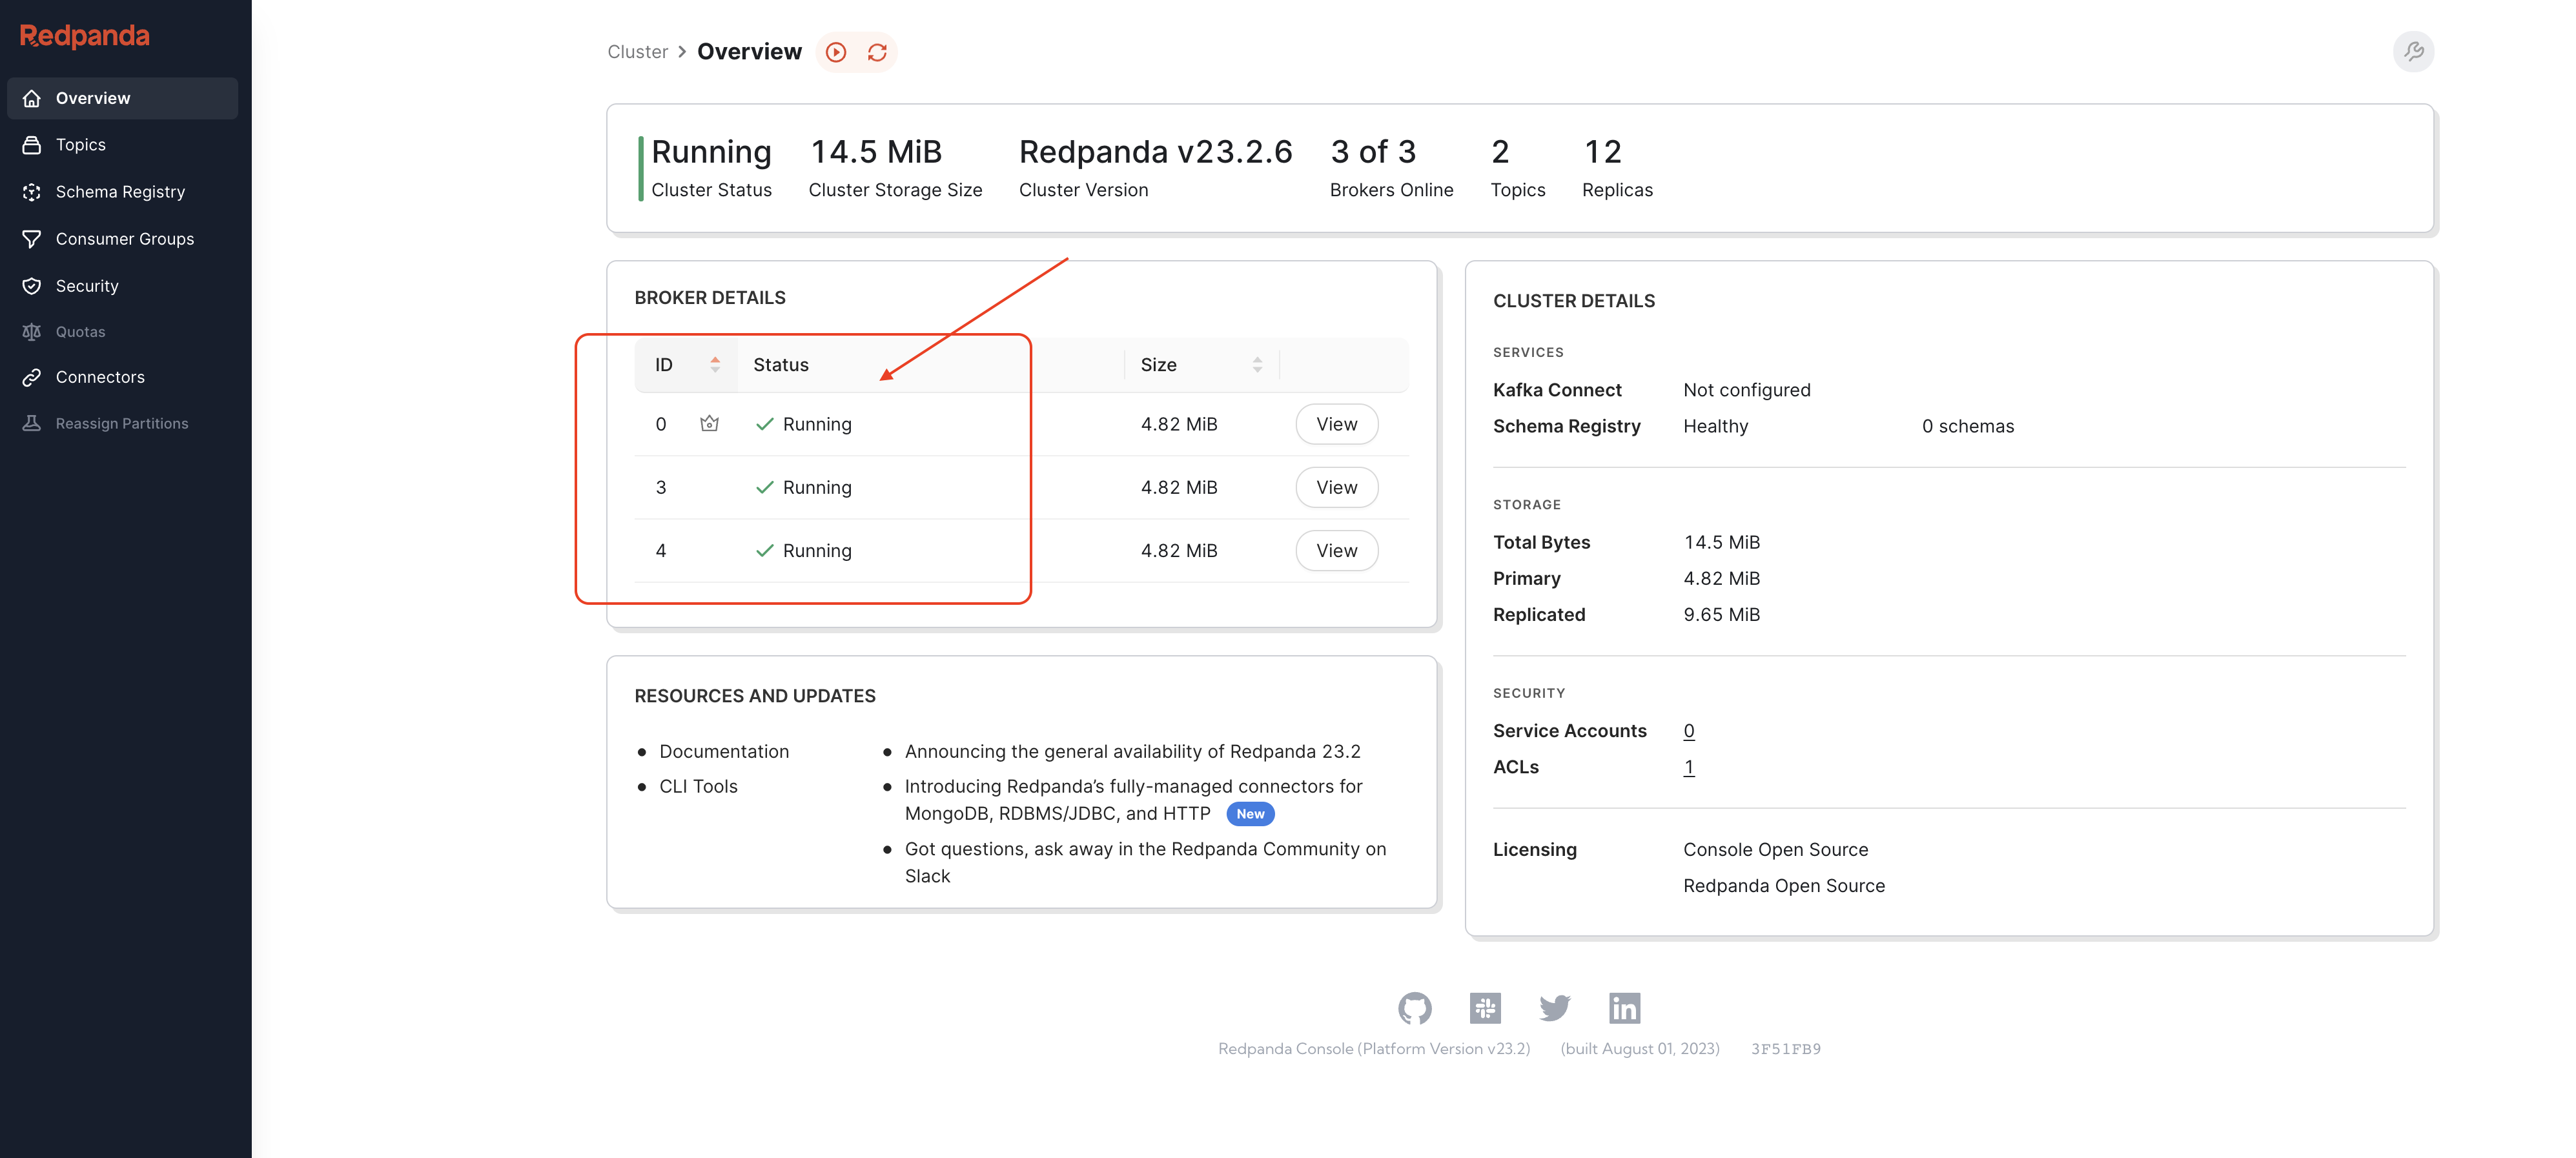 Redpanda
Overview
Topics
Schema Registry
Consumer Groups
Security
Quotas
Connectors
Reassign Partitions
Cluster > Overview
Running 14.5 MiB Redpanda v23.2.6 3 of 3 2 12
Cluster Status Cluster Storage Size Cluster Version Brokers Online Topics Replicas
BROKER DETAILS
ID Status Size
0 Running 4.82 MiB View
3 Running 4.82 MiB View
4 Running 4.82 MiB View
RESOURCES AND UPDATES
Documentation
CLI Tools
Announcing the general availability of Redpanda 23.2
Introducing Redpanda’s fully-managed connectors for
MongoDB, RDBMS/JDBC, and HTTP New
Got questions, ask away in the Redpanda Community on
Slack
CLUSTER DETAILS
SERVICES
Kafka Connect Not configured
Schema Registry Healthy 0 schemas
STORAGE
Total Bytes 14.5 MiB
Primary 4.82 MiB
Replicated 9.65 MiB
SECURITY
Service Accounts 0
ACLs 1
Licensing Console Open Source
Redpanda Open Source
in
Redpanda Console (Platform Version v23.2) (built August 01, 2023) 3F51FB9